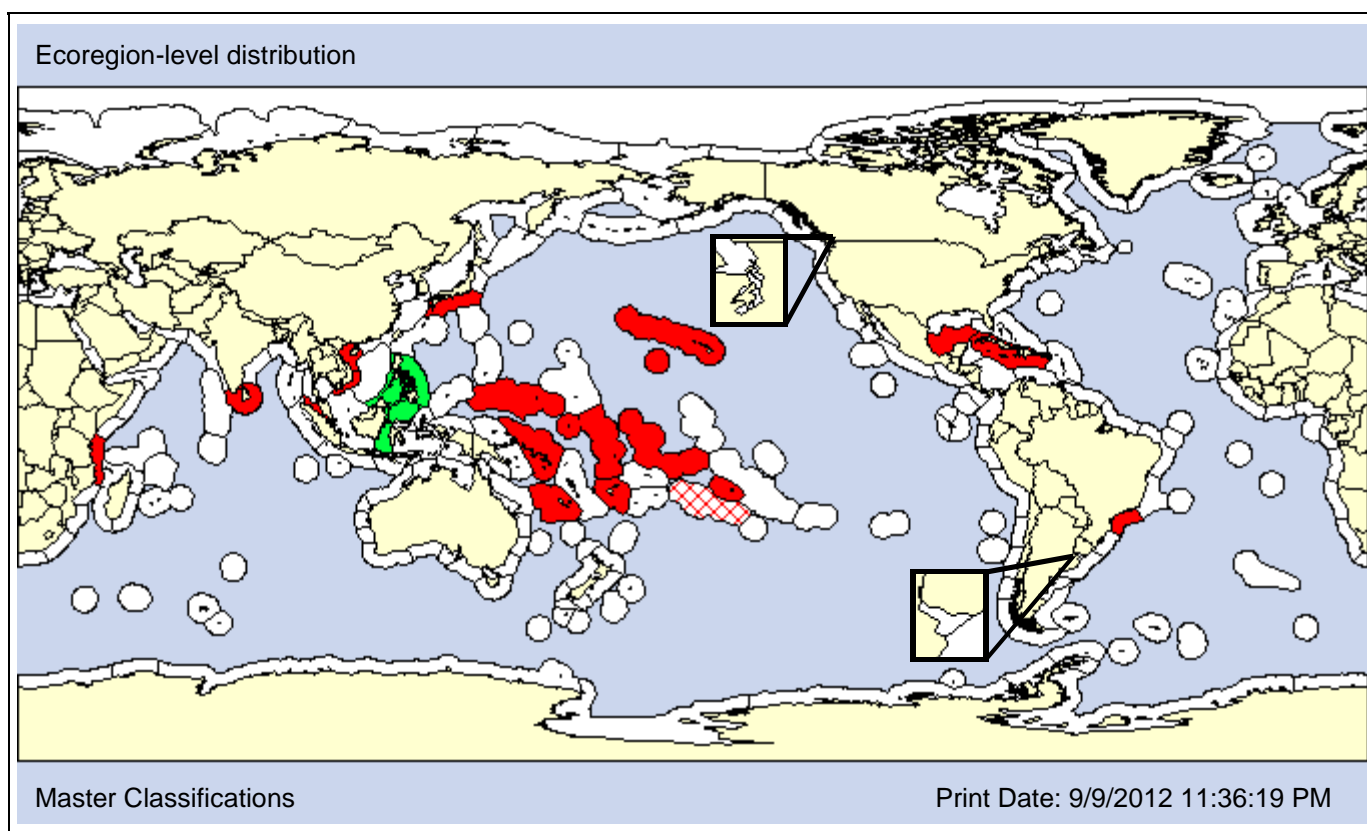 Ecoregion-level distribution
Master Classifications
Print Date: 9/9/2012 11:36:19 PM